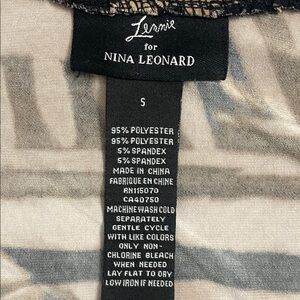 Lennie
for
NINA LEONARD
S
95% POLYESTER
95% POLYESTER
5% SPANDEX
5% SPANDEX
MADE IN CHINA
FABRIQUE EN CHINE
RN115070
CA40750
MACHINE WASH COLD
SEPARATELY
GENTLE CYCLE
WITH LIKE COLORS
ONLY NON-
CHLORINE BLEACH
WHEN NEEDED
LAY FLAT TO DRY
LOW IRON IF NEEDED